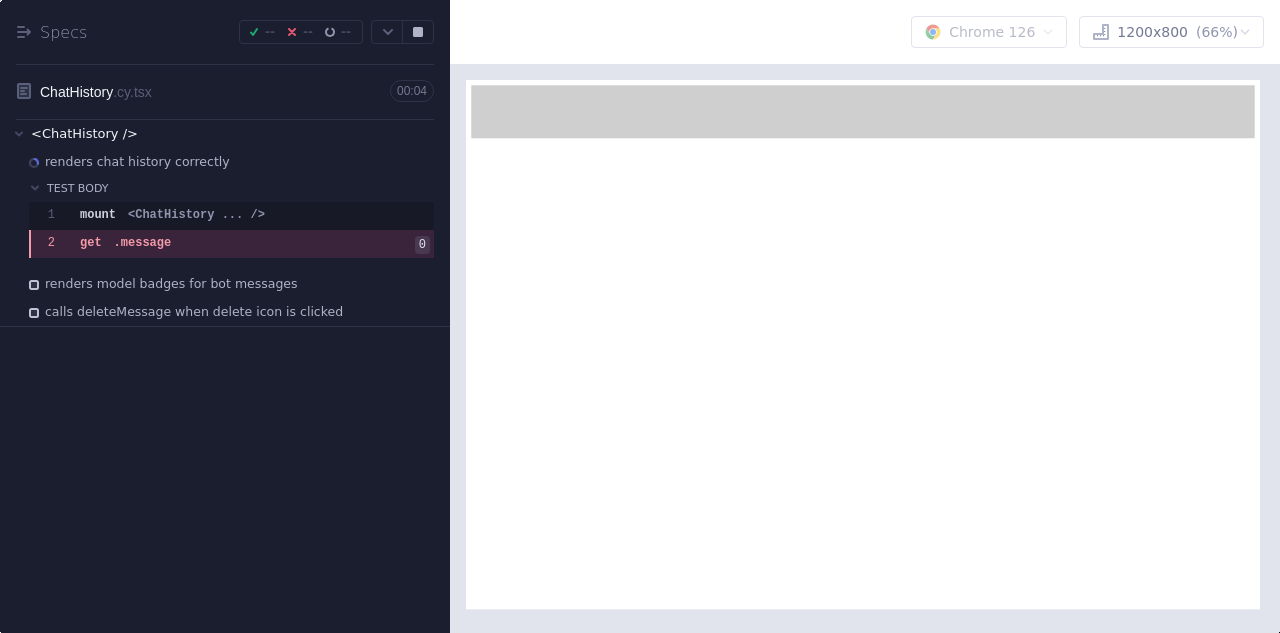 Specs
-- -- --
Chrome 126
1200x800 (66%)
ChatHistory.cy.tsx
00:04
<ChatHistory />
renders chat history correctly
TEST BODY
1 mount <ChatHistory ... />
2 get .message 0
renders model badges for bot messages
calls deleteMessage when delete icon is clicked